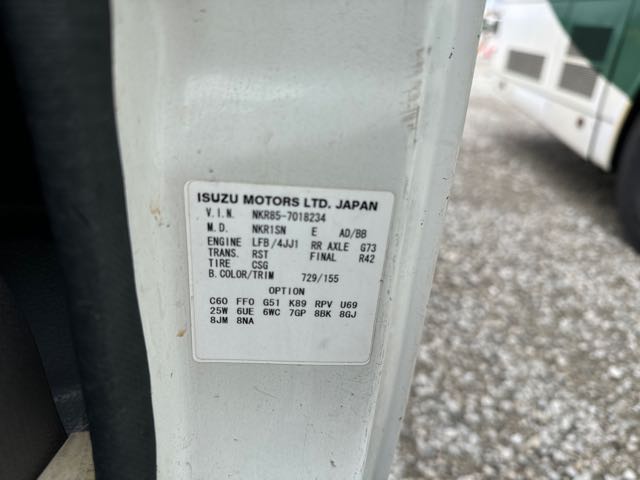 ISUZU MOTORS LTD. JAPAN
V.I.N. NKR85-7018234
M.D. NKR1SN E AD/BB
ENGINE LFB/4JJ1 RR AXLE G73
TRANS. RST FINAL R42
TIRE CSG
B.COLOR/TRIM 729/155
OPTION
C60 FFO G51 K89 RPV U69
25W 6UE 6WC 7GP 8BK 8GJ
8JM 8NA